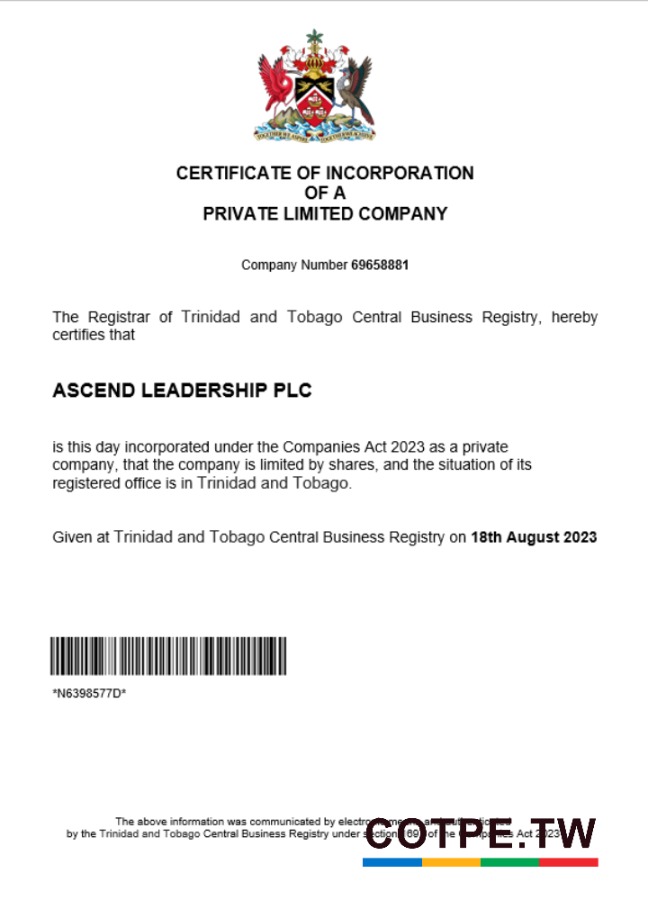 TOGETHER WE ASPIRE TOGETHER WE ACHIEVE
CERTIFICATE OF INCORPORATION
OF A
PRIVATE LIMITED COMPANY
Company Number 69658881
The Registrar of Trinidad and Tobago Central Business Registry, hereby
certifies that
ASCEND LEADERSHIP PLC
is this day incorporated under the Companies Act 2023 as a private
company, that the company is limited by shares, and the situation of its
registered office is in Trinidad and Tobago.
Given at Trinidad and Tobago Central Business Registry on 18th August 2023
*N6398577D*
The above information was communicated by
by the Trinidad and Tobago Central Business Registry under of the Act 2023
COTPE.TW